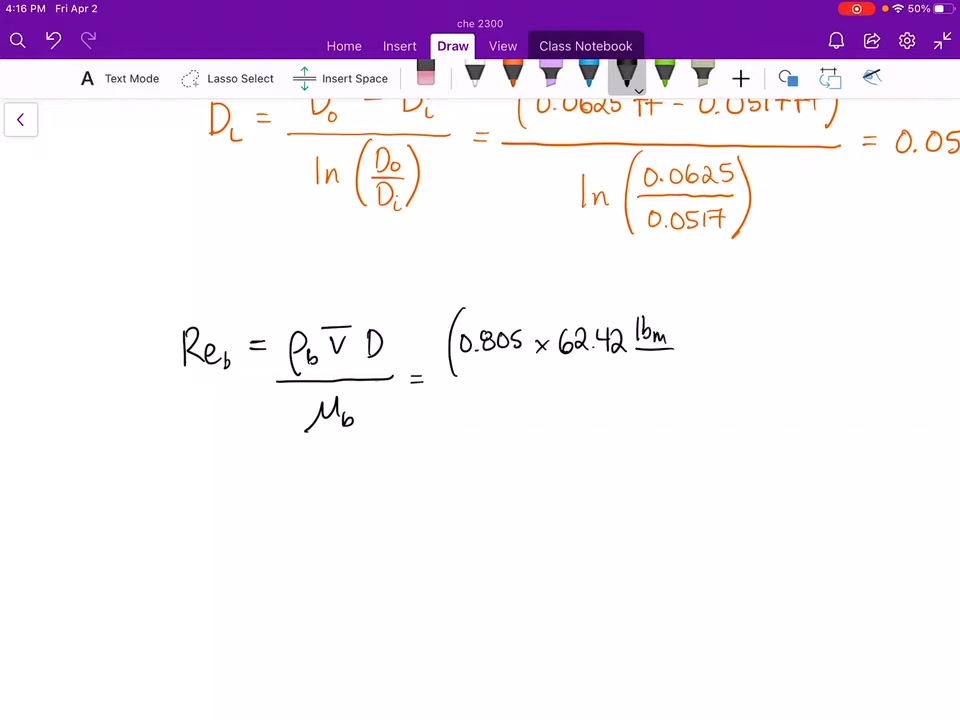 4:16 PM Fri Apr 2 50%
che 2300
Home Insert Draw View Class Notebook
A Text Mode Lasso Select Insert Space
D_L = (D_o - D_i) / ln(D_o/D_i) = (0.0625 ft - 0.0517 ft) / ln(0.0625/0.0517) = 0.05
Re_b = ρ_b v̅ D / μ_b = (0.805 × 62.42 lbm